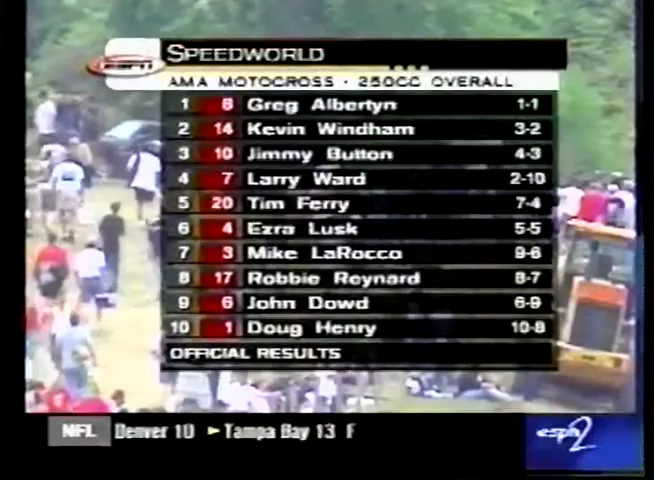 ESPN SPEEDWORLD
AMA MOTOCROSS · 250CC OVERALL
1 8 Greg Albertyn 1-1
2 14 Kevin Windham 3-2
3 10 Jimmy Button 4-3
4 7 Larry Ward 2-10
5 20 Tim Ferry 7-4
6 4 Ezra Lusk 5-5
7 3 Mike LaRocco 9-6
8 17 Robbie Reynard 8-7
9 6 John Dowd 6-9
10 1 Doug Henry 10-8
OFFICIAL RESULTS
NFL Denver 10 ►Tampa Bay 13 F
espn2